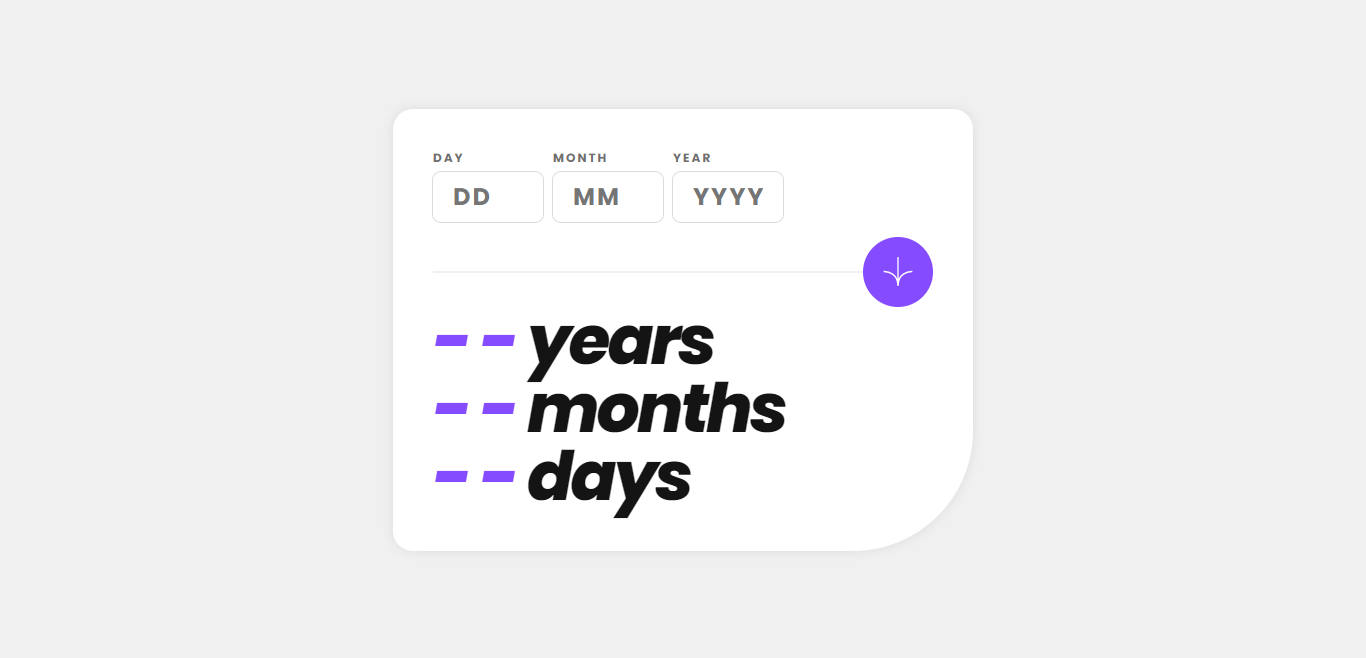 DAY MONTH YEAR
DD MM YYYY
-- years
-- months
-- days